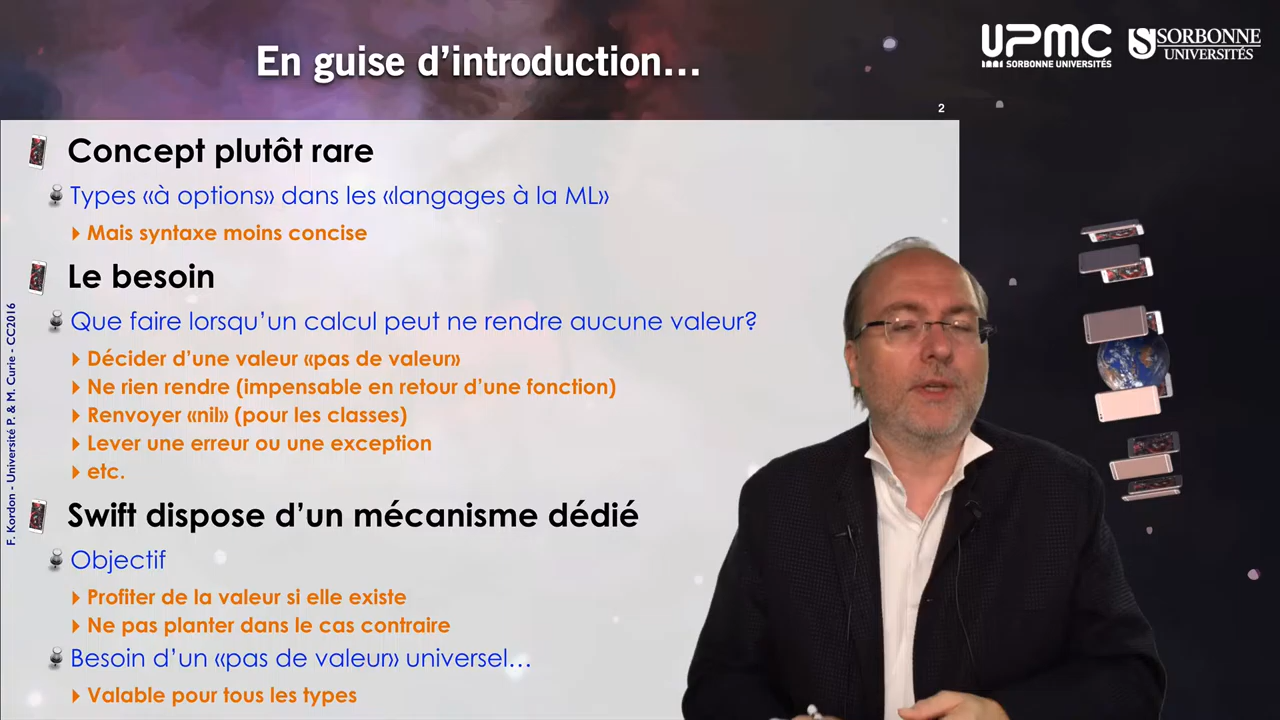 En guise d'introduction...
UPMC
SORBONNE UNIVERSITÉS
SORBONNE
UNIVERSITÉS
2
Concept plutôt rare
Types «à options» dans les «langages à la ML»
Mais syntaxe moins concise
Le besoin
Que faire lorsqu'un calcul peut ne rendre aucune valeur?
Décider d'une valeur «pas de valeur»
Ne rien rendre (impensable en retour d'une fonction)
Renvoyer «nil» (pour les classes)
Lever une erreur ou une exception
etc.
Swift dispose d'un mécanisme dédié
Objectif
Profiter de la valeur si elle existe
Ne pas planter dans le cas contraire
Besoin d'un «pas de valeur» universel...
Valable pour tous les types
F. Kordon - Université P. & M. Curie - CC2016